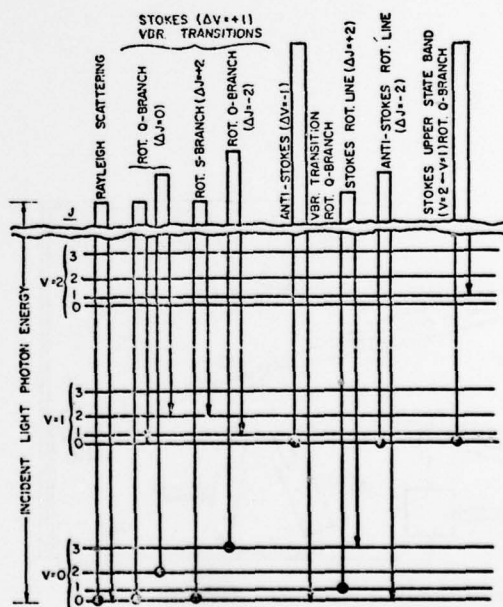 STOKES (ΔV=+1)
VBR. TRANSITIONS
RAYLEIGH SCATTERING
ROT. Q-BRANCH
(ΔJ=0)
ROT. S-BRANCH (ΔJ=+2
ROT. O-BRANCH
(ΔJ=-2)
ANTI-STOKES (ΔV=-1)
VBR. TRANSITION
ROT. Q-BRANCH
STOKES ROT. LINE (ΔJ=+2)
ANTI-STOKES ROT. LINE
(ΔJ=-2)
STOKES UPPER STATE BAND
(V=2←V=1) ROT. Q-BRANCH
INCIDENT LIGHT PHOTON ENERGY
J
3
V=2
2
1
0
3
V=1
2
1
0
3
V=0
2
1
0